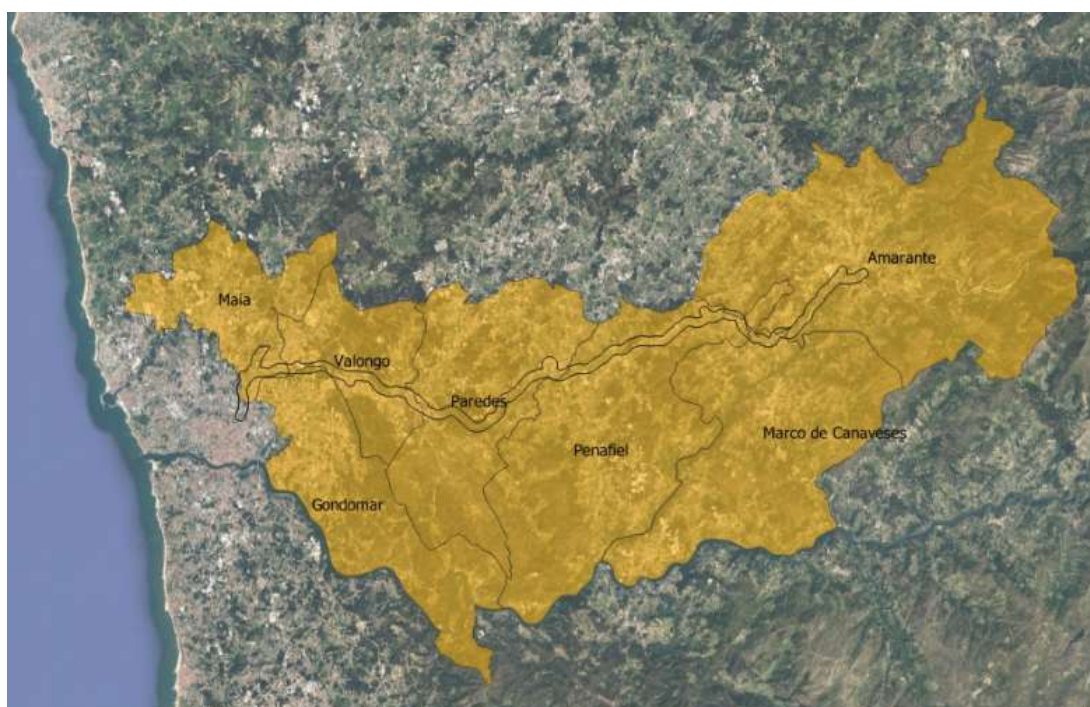 Amarante
Maia
Valongo
Paredes
Marco de Canaveses
Penafiel
Gondomar